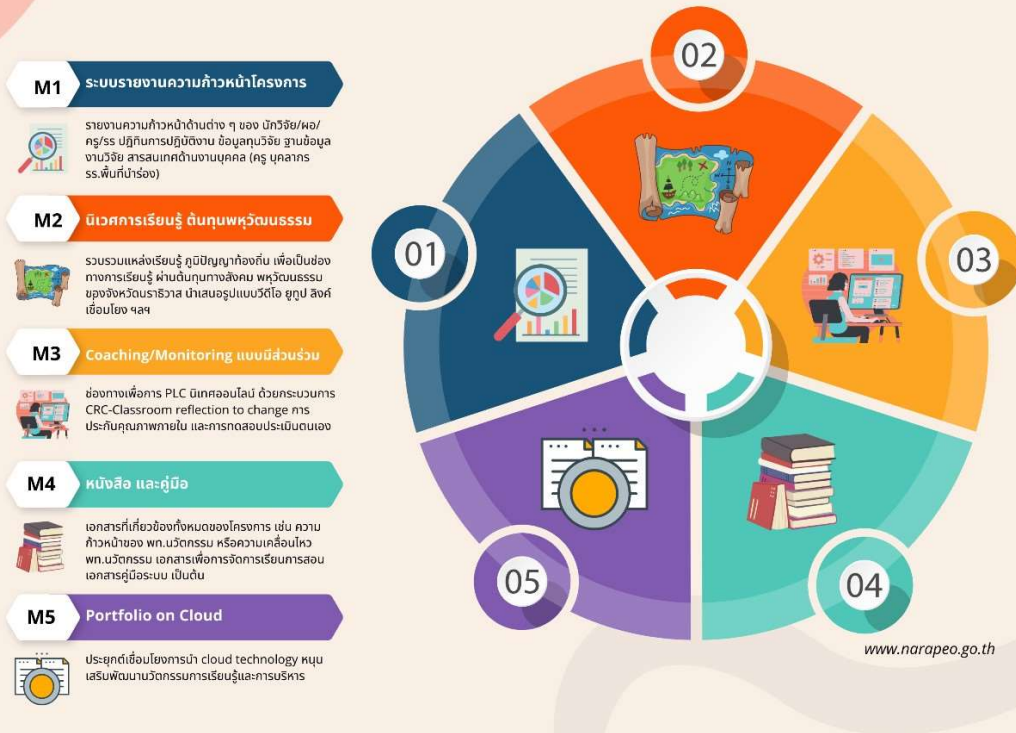 M1
ระบบรายงานความก้าวหน้าโครงการ
รายงานความก้าวหน้าด้านต่าง ๆ ของ นักวิจัย/ผอ/
ครู/รร ปฏิทินการปฏิบัติงาน ข้อมูลทุนวิจัย ฐานข้อมูล
งานวิจัย สารสนเทศด้านงานบุคคล (ครู บุคลากร
รร.พื้นที่นำร่อง)
M2
นิเวศการเรียนรู้ ต้นทุนพหุวัฒนธรรม
รวบรวมแหล่งเรียนรู้ ภูมิปัญญาท้องถิ่น เพื่อเป็นช่อง
ทางการเรียนรู้ ผ่านต้นทุนทางสังคม พหุวัฒนธรรม
ของจังหวัดนราธิวาส นำเสนอรูปแบบวีดีโอ ยูทูป ลิงค์
เชื่อมโยง ฯลฯ
M3
Coaching/Monitoring แบบมีส่วนร่วม
ช่องทางเพื่อการ PLC นิเทศออนไลน์ ด้วยกระบวนการ
CRC-Classroom reflection to change การ
ประกันคุณภาพภายใน และการทดสอบประเมินตนเอง
M4
หนังสือ และคู่มือ
เอกสารที่เกี่ยวข้องทั้งหมดของโครงการ เช่น ความ
ก้าวหน้าของ พท.นวัตกรรม หรือความเคลื่อนไหว
พท.นวัตกรรม เอกสารเพื่อการจัดการเรียนการสอน
เอกสารคู่มือระบบ เป็นต้น
M5
Portfolio on Cloud
ประยุกต์เชื่อมโยงการนำ cloud technology หนุน
เสริมพัฒนานวัตกรรมการเรียนรู้และการบริหาร
01
02
03
04
05
www.narapeo.go.th